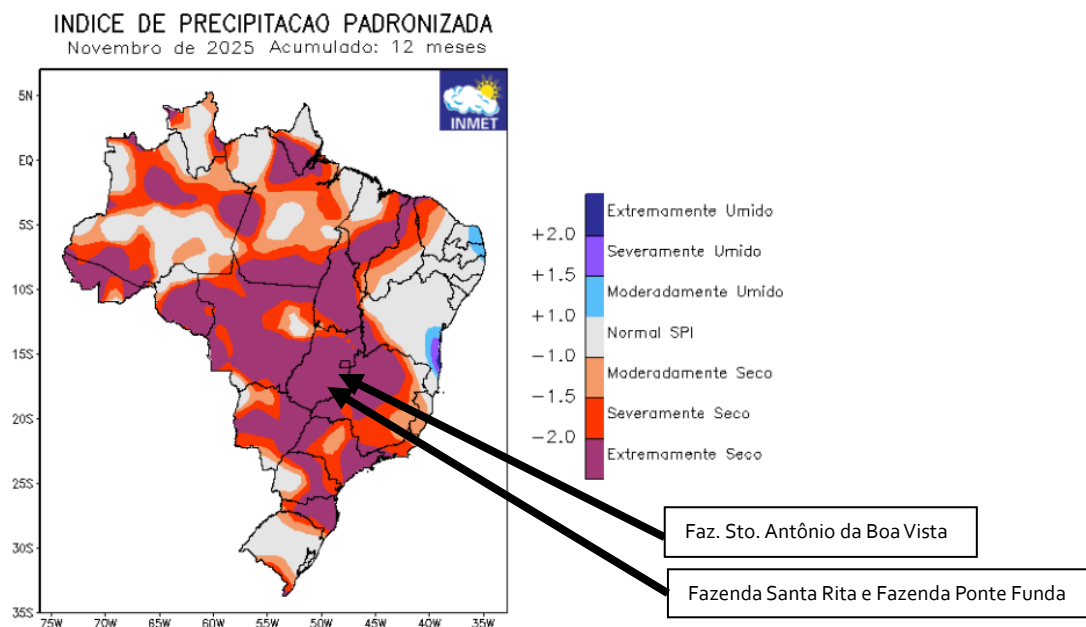 INDICE DE PRECIPITACAO PADRONIZADA
Novembro de 2025 Acumulado: 12 meses
INMET
5N
EQ
5S
10S
15S
20S
25S
30S
35S
75W 70W 65W 60W 55W 50W 45W 40W 35W
Extremamente Umido
+2.0
Severamente Umido
+1.5
Moderadamente Umido
+1.0
Normal SPI
−1.0
Moderadamente Seco
−1.5
Severamente Seco
−2.0
Extremamente Seco
Faz. Sto. Antônio da Boa Vista
Fazenda Santa Rita e Fazenda Ponte Funda